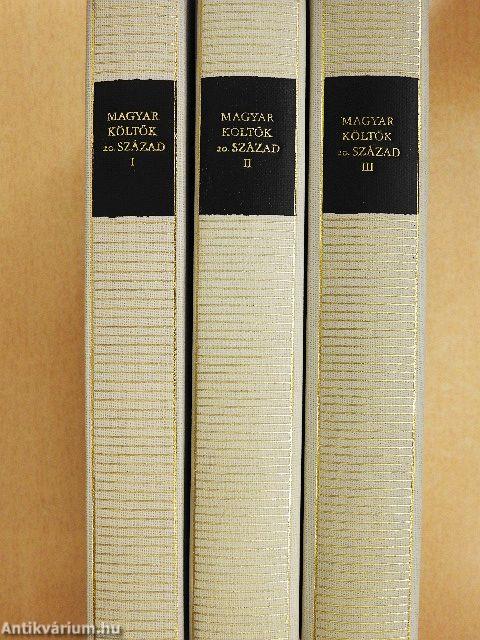 MAGYAR
KÖLTŐK
20. SZÁZAD
I
MAGYAR
KÖLTŐK
20. SZÁZAD
II
MAGYAR
KÖLTŐK
20. SZÁZAD
III
Antikvárium.hu